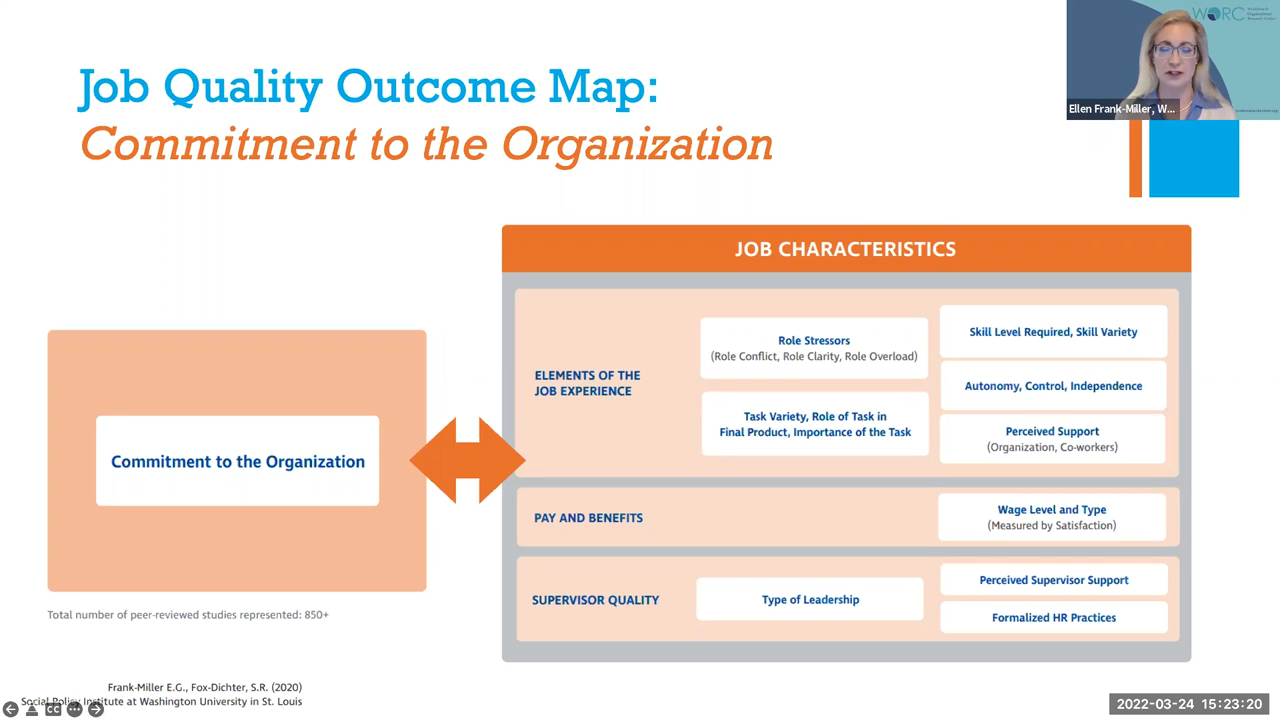 WORC
Job Quality Outcome Map:
Commitment to the Organization
Ellen Frank-Miller, W...
JOB CHARACTERISTICS
ELEMENTS OF THE
JOB EXPERIENCE
Role Stressors
(Role Conflict, Role Clarity, Role Overload)
Task Variety, Role of Task in
Final Product, Importance of the Task
Skill Level Required, Skill Variety
Autonomy, Control, Independence
Perceived Support
(Organization, Co-workers)
Commitment to the Organization
PAY AND BENEFITS
Wage Level and Type
(Measured by Satisfaction)
SUPERVISOR QUALITY
Type of Leadership
Perceived Supervisor Support
Formalized HR Practices
Total number of peer-reviewed studies represented: 850+
Frank-Miller E.G., Fox-Dichter, S.R. (2020)
Social Policy Institute at Washington University in St. Louis
CC
2022-03-24 15:23:20